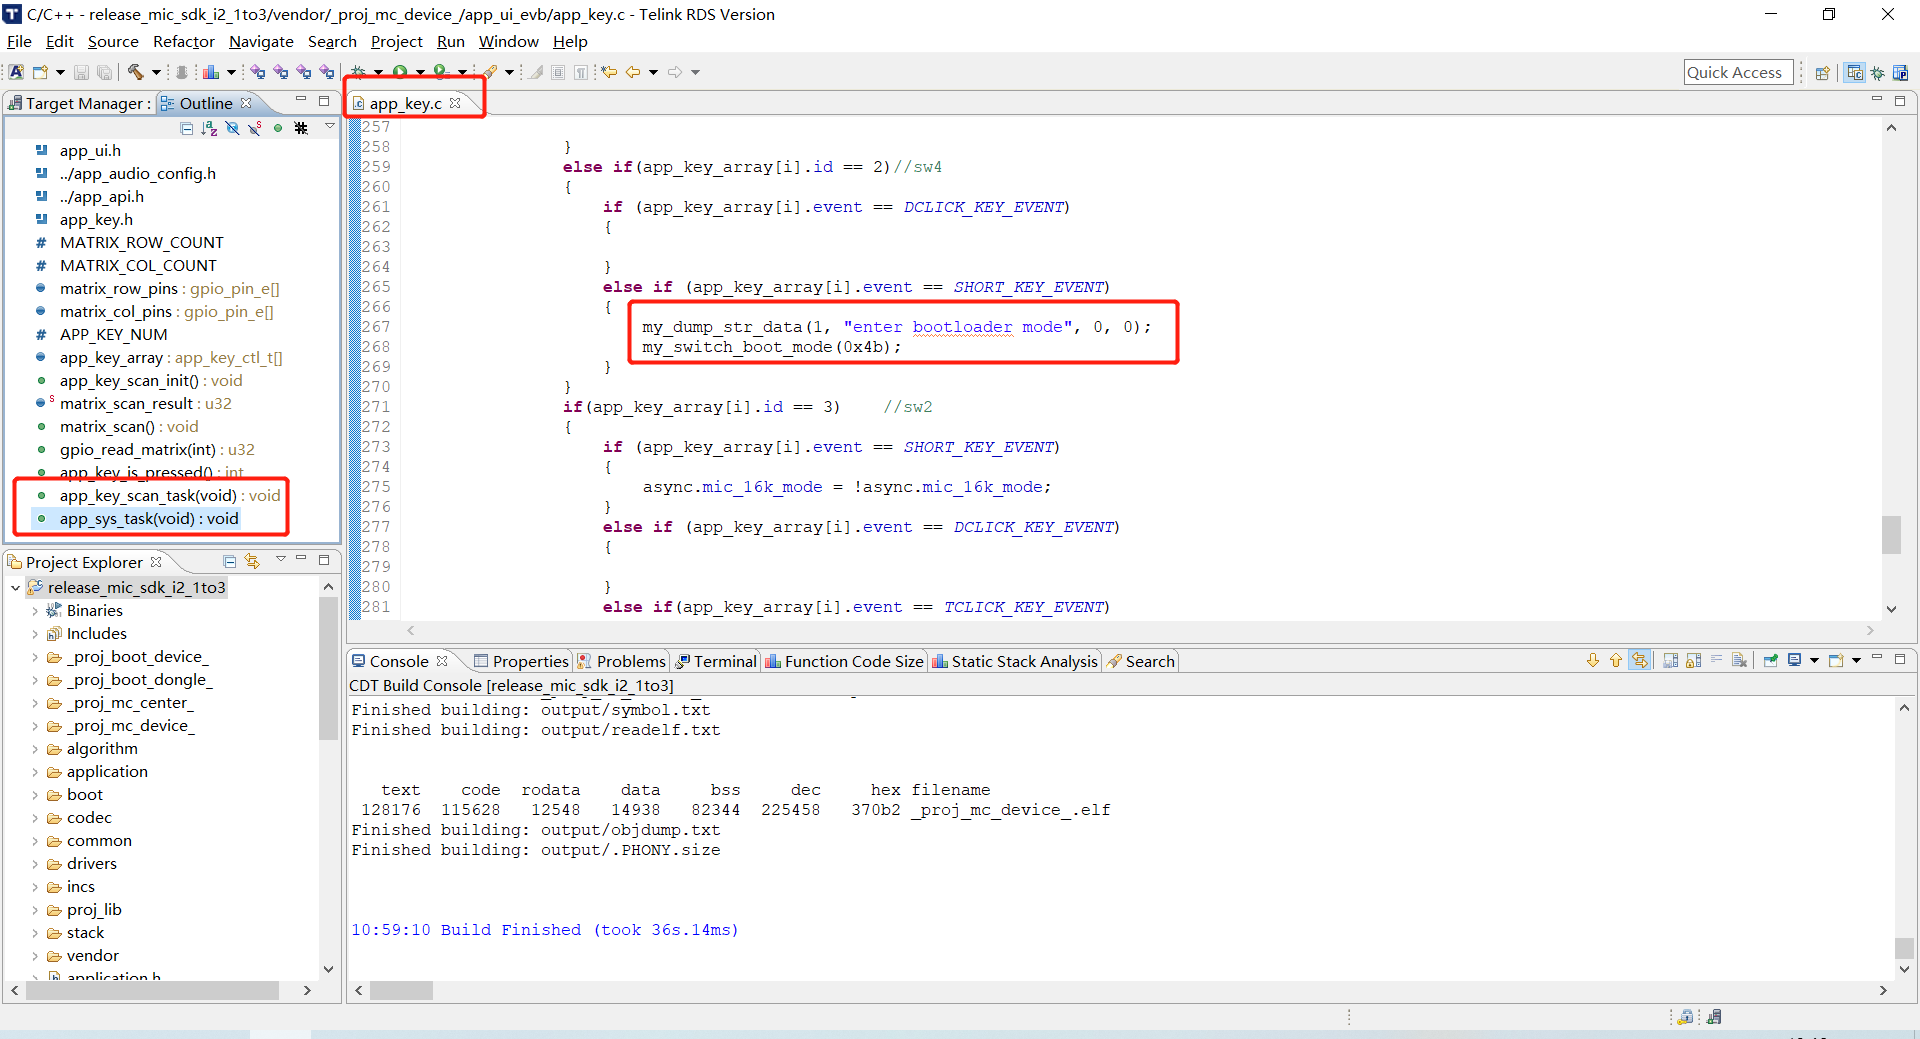 C/C++ - release_mic_sdk_i2_1to3/vendor/_proj_mc_device_/app_ui_evb/app_key.c - Telink RDS Version
File Edit Source Refactor Navigate Search Project Run Window Help
Quick Access
Target Manager :
Outline
app_ui.h
../app_audio_config.h
../app_api.h
app_key.h
MATRIX_ROW_COUNT
MATRIX_COL_COUNT
matrix_row_pins : gpio_pin_e[]
matrix_col_pins : gpio_pin_e[]
APP_KEY_NUM
app_key_array : app_key_ctl_t[]
app_key_scan_init() : void
matrix_scan_result : u32
matrix_scan() : void
gpio_read_matrix(int) : u32
app_key_is_pressed() : int
app_key_scan_task(void) : void
app_sys_task(void) : void
Project Explorer
release_mic_sdk_i2_1to3
Binaries
Includes
_proj_boot_device_
_proj_boot_dongle_
_proj_mc_center_
_proj_mc_device_
algorithm
application
boot
codec
common
drivers
incs
proj_lib
stack
vendor
application.h
app_key.c
257
258 }
259 else if(app_key_array[i].id == 2)//sw4
260 {
261 if (app_key_array[i].event == DCLICK_KEY_EVENT)
262 {
263
264 }
265 else if (app_key_array[i].event == SHORT_KEY_EVENT)
266 {
267 my_dump_str_data(1, "enter bootloader mode", 0, 0);
268 my_switch_boot_mode(0x4b);
269 }
270 }
271 if(app_key_array[i].id == 3) //sw2
272 {
273 if (app_key_array[i].event == SHORT_KEY_EVENT)
274 {
275 async.mic_16k_mode = !async.mic_16k_mode;
276 }
277 else if (app_key_array[i].event == DCLICK_KEY_EVENT)
278 {
279
280 }
281 else if(app_key_array[i].event == TCLICK_KEY_EVENT)
Console Properties Problems Terminal Function Code Size Static Stack Analysis Search
CDT Build Console [release_mic_sdk_i2_1to3]
Finished building: output/symbol.txt
Finished building: output/readelf.txt
text code rodata data bss dec hex filename
128176 115628 12548 14938 82344 225458 370b2 _proj_mc_device_.elf
Finished building: output/objdump.txt
Finished building: output/.PHONY.size
10:59:10 Build Finished (took 36s.14ms)